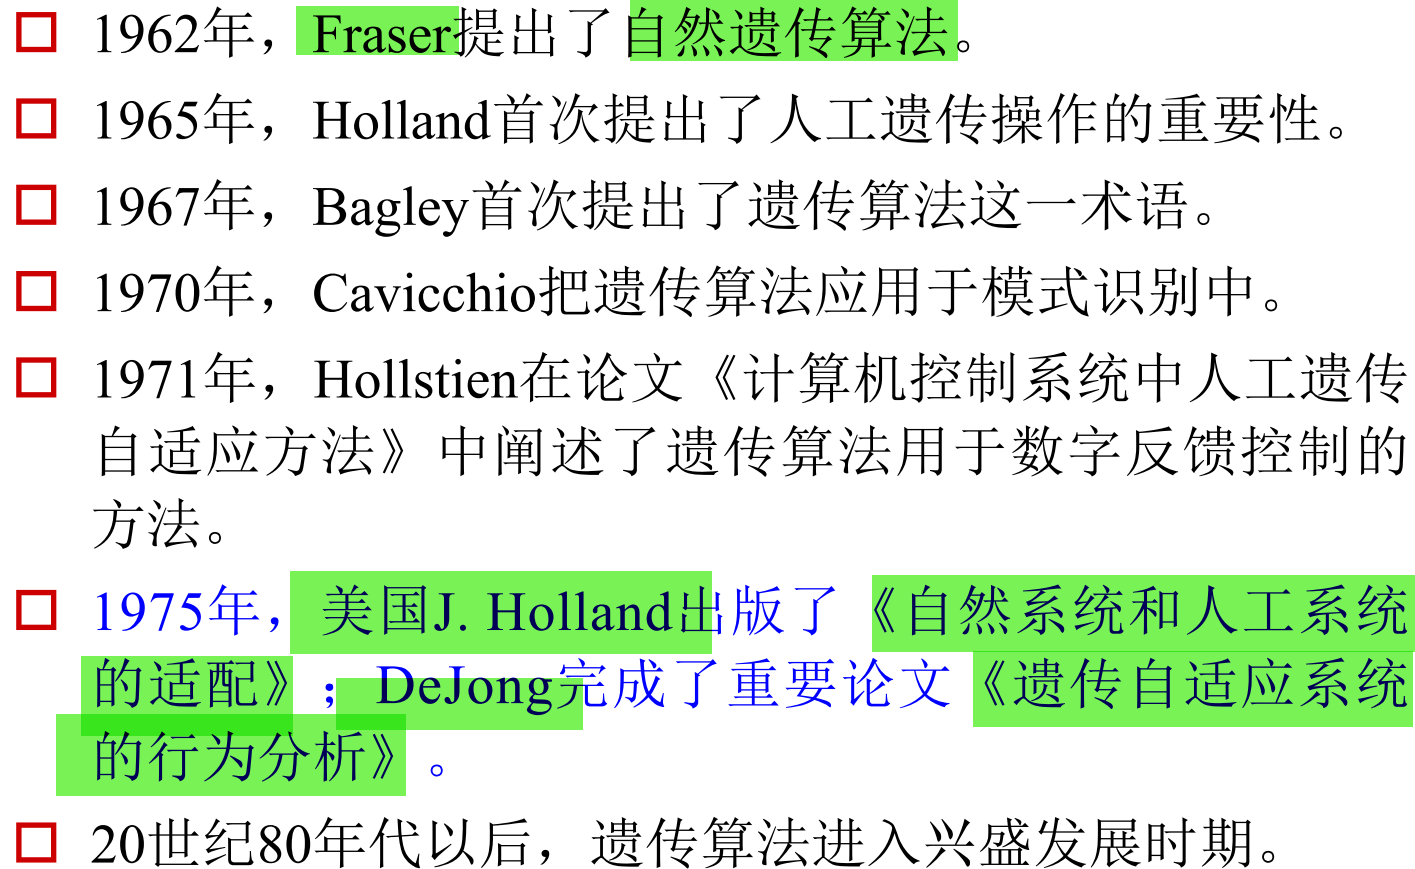 1962年，Fraser提出了自然遗传算法。
1965年，Holland首次提出了人工遗传操作的重要性。
1967年，Bagley首次提出了遗传算法这一术语。
1970年，Cavicchio把遗传算法应用于模式识别中。
1971年，Hollstien在论文《计算机控制系统中人工遗传
自适应方法》中阐述了遗传算法用于数字反馈控制的
方法。
1975年，美国J. Holland出版了《自然系统和人工系统
的适配》；DeJong完成了重要论文《遗传自适应系统
的行为分析》。
20世纪80年代以后，遗传算法进入兴盛发展时期。